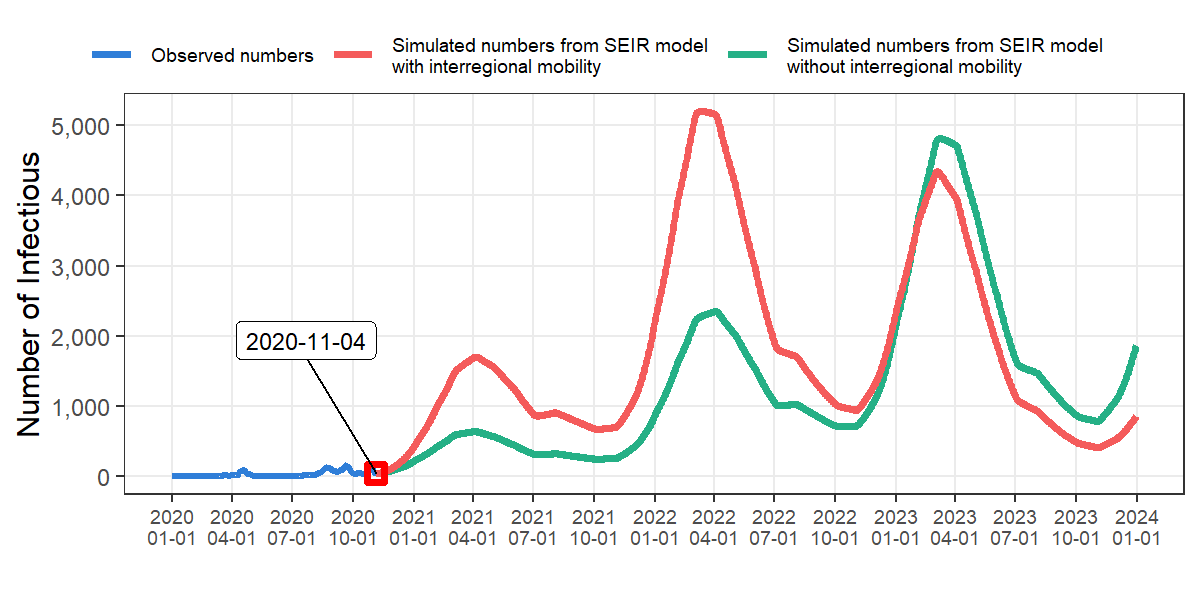 Observed numbers
Simulated numbers from SEIR model
with interregional mobility
Simulated numbers from SEIR model
without interregional mobility
Number of Infectious
5,000
4,000
3,000
2,000
1,000
0
2020-11-04
2020 2020 2020 2020 2021 2021 2021 2021 2022 2022 2022 2022 2023 2023 2023 2023 2024
01-01 04-01 07-01 10-01 01-01 04-01 07-01 10-01 01-01 04-01 07-01 10-01 01-01 04-01 07-01 10-01 01-01